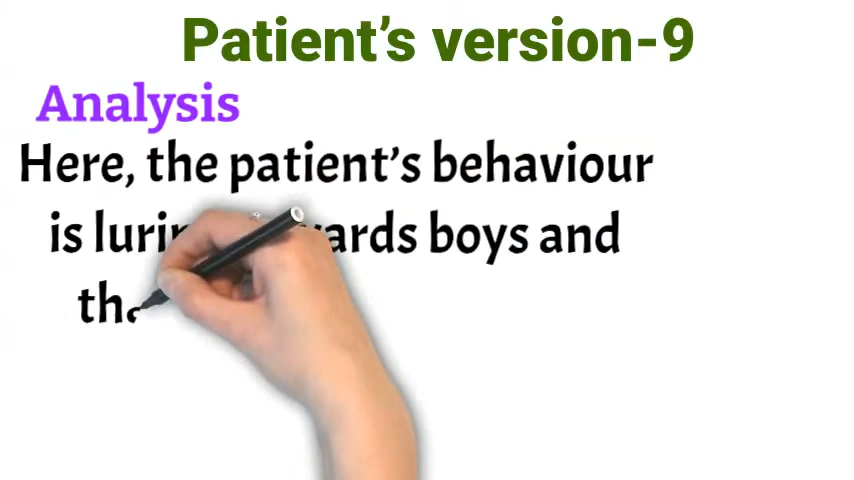 Patient's version-9
Analysis
Here, the patient's behaviour
is boys and